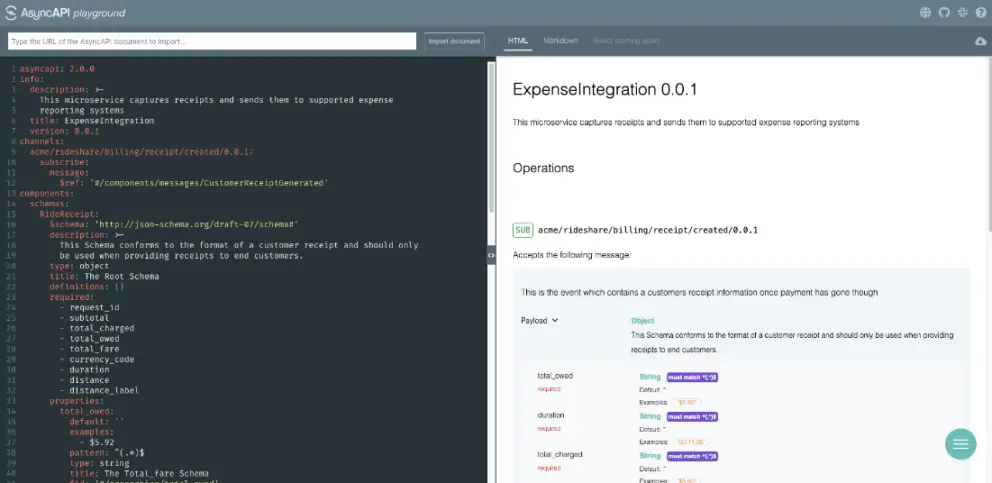 AsyncAPI playground
Type the URL of the AsyncAPI document to import...
Import document
HTML
Markdown
React (coming soon)
1 asyncapi: 2.0.0
2 info:
3 description: >-
4 This microservice captures receipts and sends them to supported expense
5 reporting systems
6 title: ExpenseIntegration
7 version: 0.0.1
8 channels:
9 acme/rideshare/billing/receipt/created/0.0.1:
10 subscribe:
11 message:
12 $ref: '#/components/messages/CustomerReceiptGenerated'
13 components:
14 schemas:
15 RideReceipt:
16 $schema: 'http://json-schema.org/draft-07/schema#'
17 description: >-
18 This Schema conforms to the format of a customer receipt and should only
19 be used when providing receipts to end customers.
20 type: object
21 title: The Root Schema
22 definitions: {}
23 required:
24 - request_id
25 - subtotal
26 - total_charged
27 - total_owed
28 - total_fare
29 - currency_code
30 - duration
31 - distance
32 - distance_label
33 properties:
34 total_owed:
35 default: ''
36 examples:
37 - $5.92
38 pattern: ^(.*)$
39 type: string
40 title: The Total_fare Schema
ExpenseIntegration 0.0.1
This microservice captures receipts and sends them to supported expense reporting systems
Operations
SUB acme/rideshare/billing/receipt/created/0.0.1
Accepts the following message:
This is the event which contains a customers receipt information once payment has gone though
Payload
Object
This Schema conforms to the format of a customer receipt and should only be used when providing
receipts to end customers.
total_owed String must match ^(.*)$
required Default: ''
Examples: "$5.92"
duration String must match ^(.*)$
required Default: ''
Examples:
total_charged String must match ^(.*)$
required Default: ''
Examples: "$5.92"